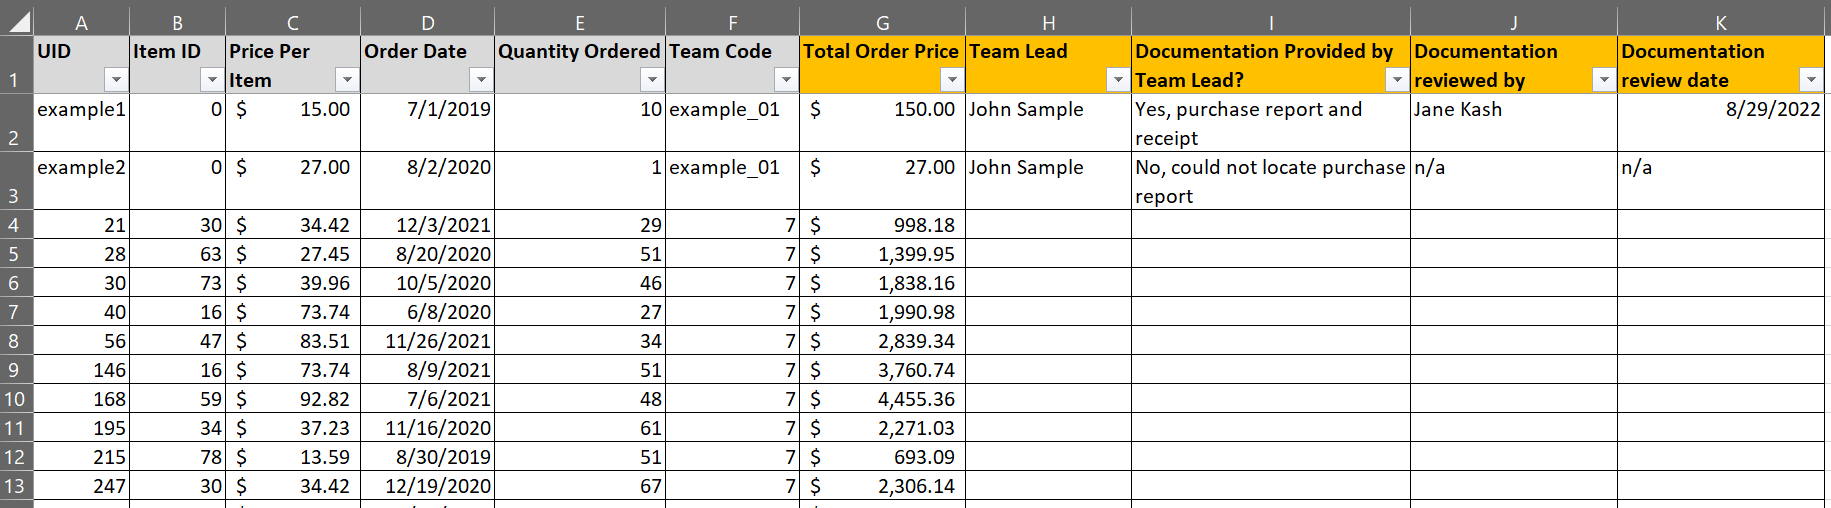 A B C D E F G H I J K
1 UID Item ID Price Per Item Order Date Quantity Ordered Team Code Total Order Price Team Lead Documentation Provided by Team Lead? Documentation reviewed by Documentation review date
2 example1 0 $ 15.00 7/1/2019 10 example_01 $ 150.00 John Sample Yes, purchase report and receipt Jane Kash 8/29/2022
3 example2 0 $ 27.00 8/2/2020 1 example_01 $ 27.00 John Sample No, could not locate purchase report n/a n/a
4 21 30 $ 34.42 12/3/2021 29 7 $ 998.18
5 28 63 $ 27.45 8/20/2020 51 7 $ 1,399.95
6 30 73 $ 39.96 10/5/2020 46 7 $ 1,838.16
7 40 16 $ 73.74 6/8/2020 27 7 $ 1,990.98
8 56 47 $ 83.51 11/26/2021 34 7 $ 2,839.34
9 146 16 $ 73.74 8/9/2021 51 7 $ 3,760.74
10 168 59 $ 92.82 7/6/2021 48 7 $ 4,455.36
11 195 34 $ 37.23 11/16/2020 61 7 $ 2,271.03
12 215 78 $ 13.59 8/30/2019 51 7 $ 693.09
13 247 30 $ 34.42 12/19/2020 67 7 $ 2,306.14